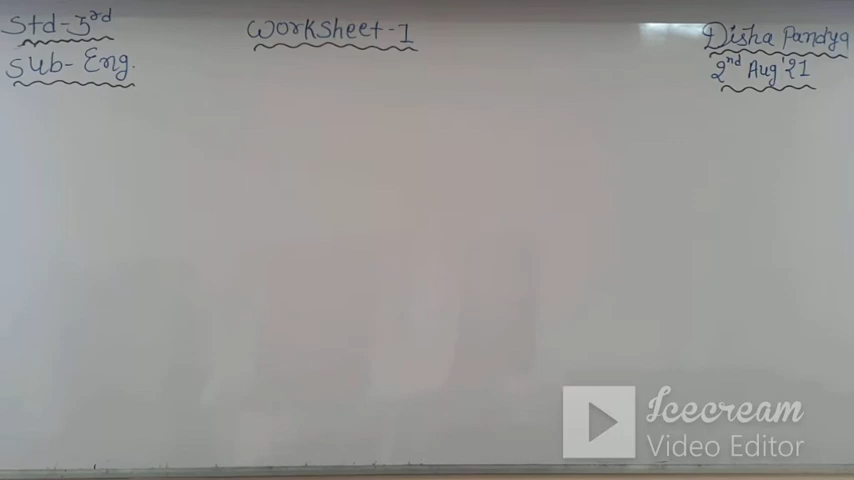 Std-3rd
Sub- Eng.
Worksheet-1
Disha Pandya
2nd Aug'21
Icecream
Video Editor